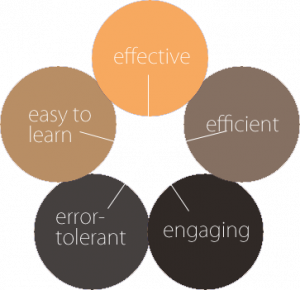 effective
easy to
learn
efficient
error-
tolerant
engaging